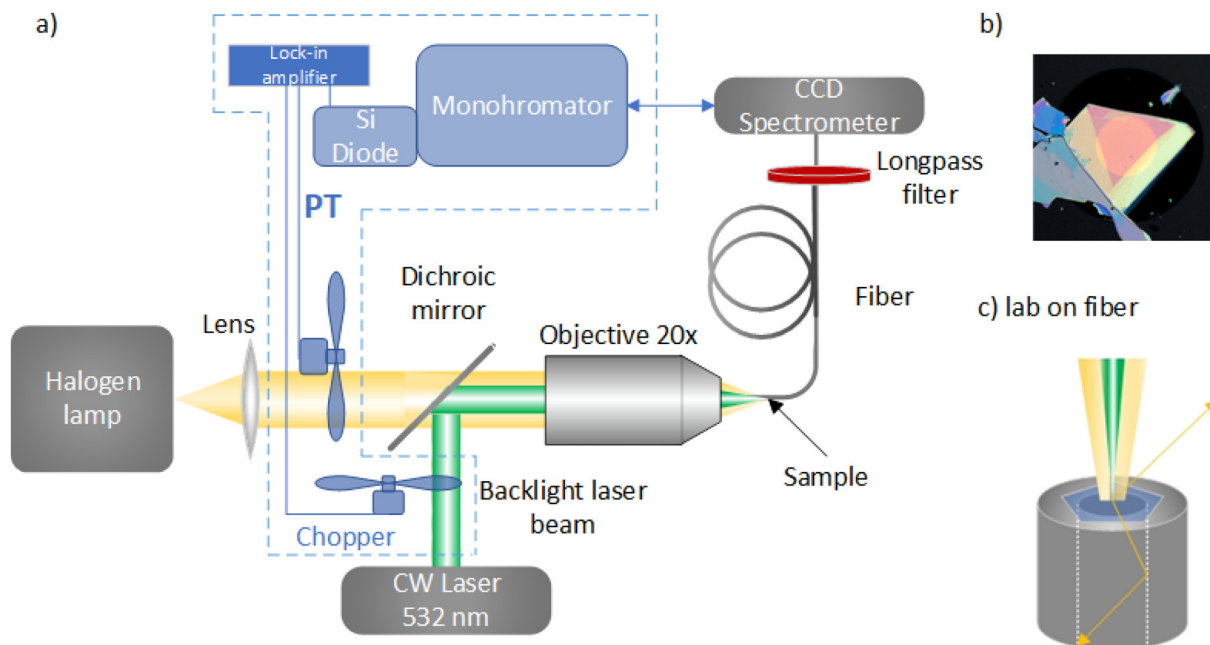 a)
Lock-in
amplifier
Si
Diode
Monohromator
CCD
Spectrometer
Longpass
filter
PT
Dichroic
mirror
Fiber
Lens
Objective 20x
Halogen
lamp
Sample
Backlight laser
beam
Chopper
CW Laser
532 nm
b)
c) lab on fiber